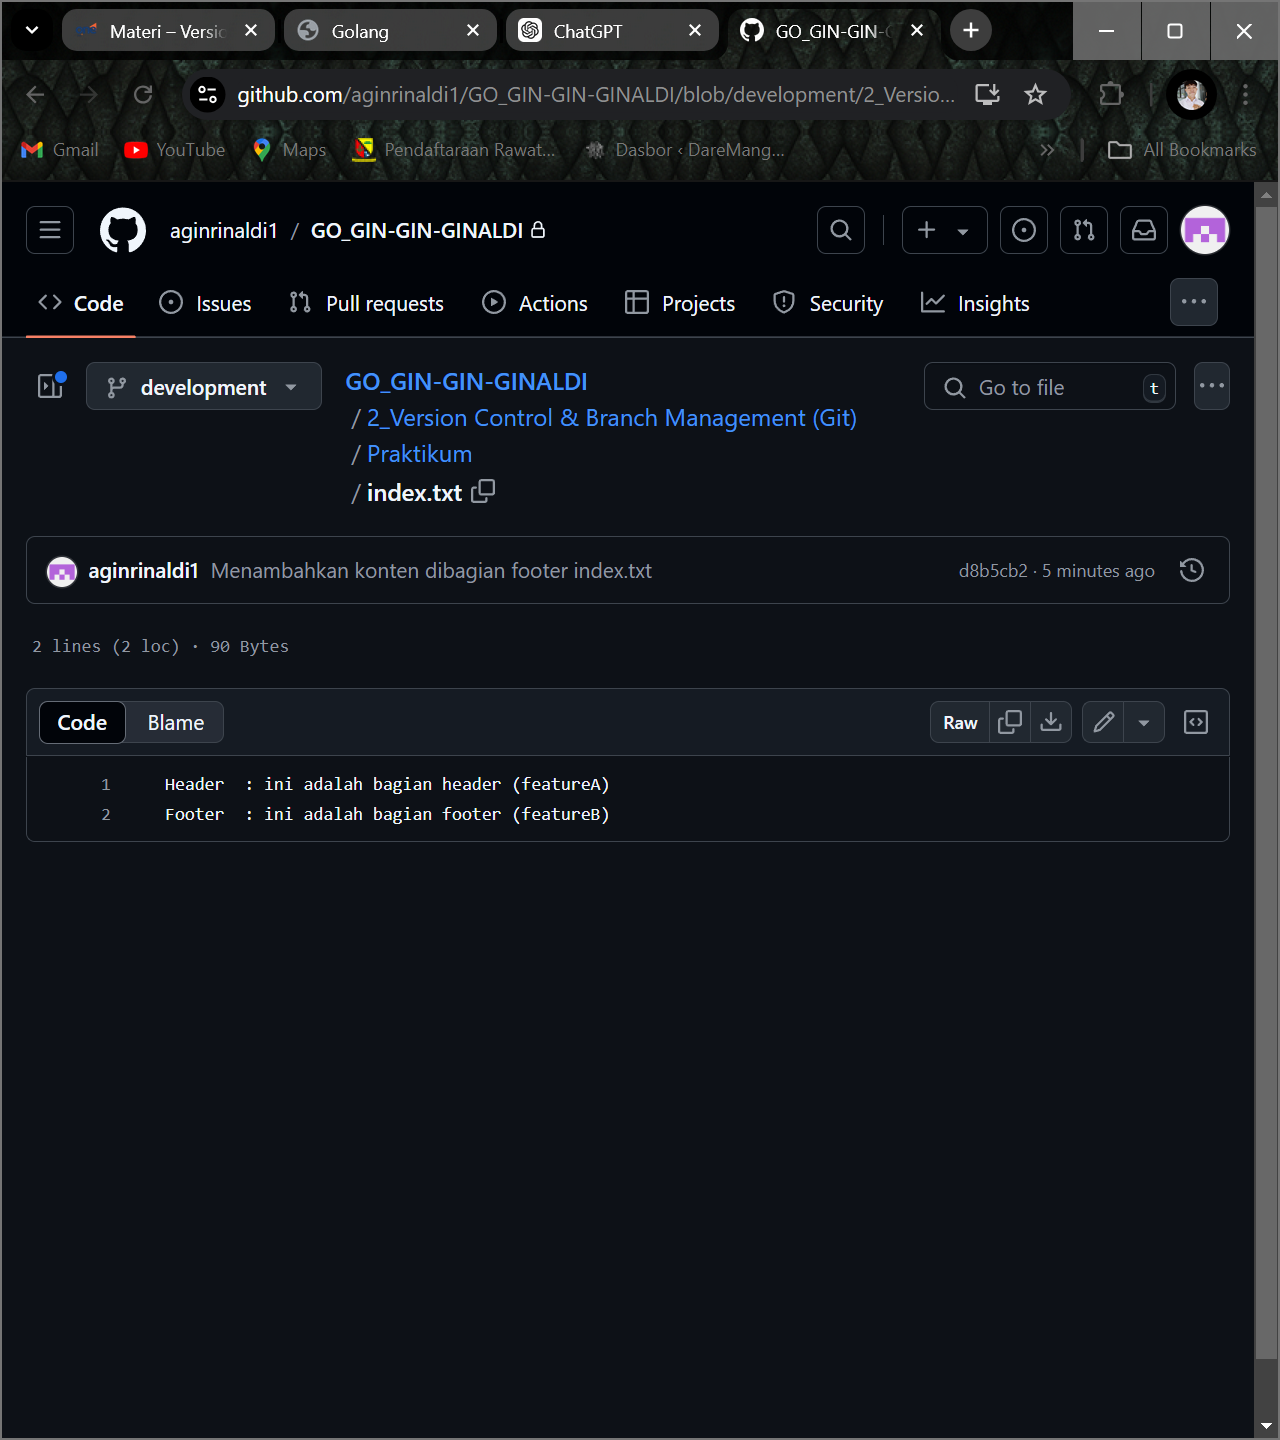 Materi – Versio
Golang
ChatGPT
GO_GIN-GIN-G
github.com/aginrinaldi1/GO_GIN-GIN-GINALDI/blob/development/2_Versio...
Gmail
YouTube
Maps
Pendaftaraan Rawat...
Dasbor ‹ DareMang...
»
All Bookmarks
aginrinaldi1 / GO_GIN-GIN-GINALDI
Code
Issues
Pull requests
Actions
Projects
Security
Insights
development
GO_GIN-GIN-GINALDI
/ 2_Version Control & Branch Management (Git)
/ Praktikum
/ index.txt
Go to file
t
aginrinaldi1 Menambahkan konten dibagian footer index.txt
d8b5cb2 · 5 minutes ago
2 lines (2 loc) · 90 Bytes
Code
Blame
Raw
1 Header : ini adalah bagian header (featureA)
2 Footer : ini adalah bagian footer (featureB)